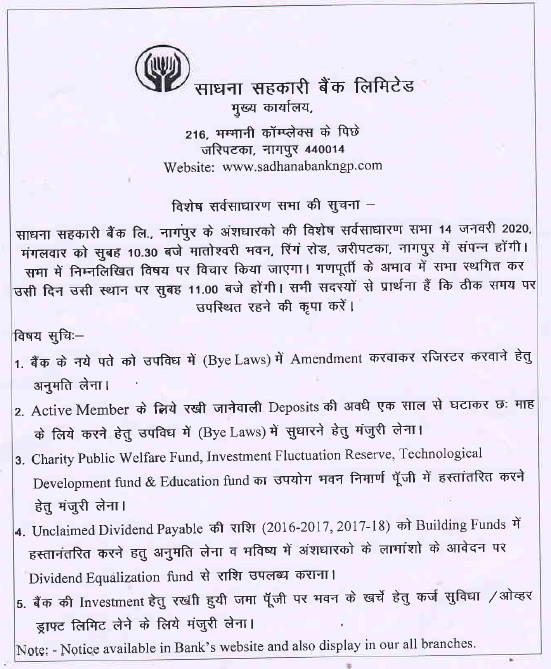 साधना सहकारी बैंक लिमिटेड
मुख्य कार्यालय,
216, भम्मानी कॉम्प्लेक्स के पिछे
जरिपटका, नागपुर 440014
Website: www.sadhanabankngp.com
विशेष सर्वसाधारण सभा की सुचना –
साधना सहकारी बैंक लि., नागपुर के अंशधारको की विशेष सर्वसाधारण सभा 14 जनवरी 2020,
मंगलवार को सुबह 10.30 बजे मातोश्वरी भवन, रिंग रोड, जरीपटका, नागपुर में संपन्न होंगी।
सभा में निम्नलिखित विषय पर विचार किया जाएगा। गणपूर्ती के अभाव में सभा स्थगित कर
उसी दिन उसी स्थान पर सुबह 11.00 बजे होंगी। सभी सदस्यों से प्रार्थना हैं कि ठीक समय पर
उपस्थित रहने की कृपा करें।
विषय सुचिः–
1. बैंक के नये पते को उपविघ में (Bye Laws) में Amendment करवाकर रजिस्टर करवाने हेतु
अनुमति लेना।
2. Active Member के लिये रखी जानेवाली Deposits की अवधी एक साल से घटाकर छः माह
के लिये करने हेतु उपविघ में (Bye Laws) में सुधारने हेतु मंजुरी लेना।
3. Charity Public Welfare Fund, Investment Fluctuation Reserve, Technological
Development fund & Education fund का उपयोग भवन निमार्ण पूँजी में हस्तांतरित करने
हेतु मंजुरी लेना।
4. Unclaimed Dividend Payable की राशि (2016-2017, 2017-18) को Building Funds में
हस्तानंतरित करने हतु अनुमति लेना व भविष्य में अंशधारको के लाभांशो के आवेदन पर
Dividend Equalization fund से राशि उपलब्ध कराना।
5. बैंक की Investment हेतु रखी हुयी जमा पूँजी पर भवन के खर्चे हेतु कर्ज सुविधा /ओव्हर
ड्राफ्ट लिमिट लेने के लिये मंजुरी लेना।
Note: - Notice available in Bank's website and also display in our all branches.